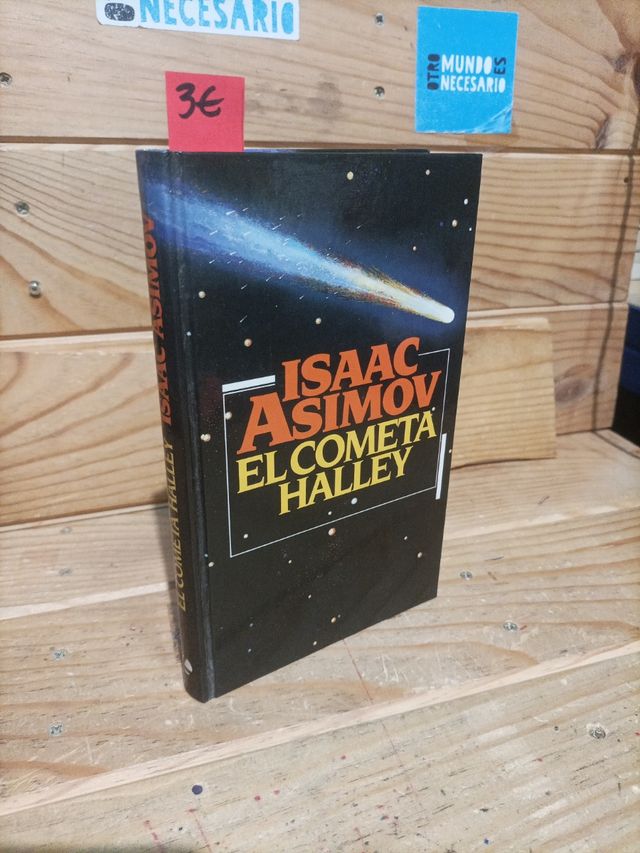 NECESARIO
OTRO
MUNDO
ES
NECESARIO
3€
ISAAC
ASIMOV
EL COMETA
HALLEY
EL COMETA HALLEY ISAAC ASIMOV